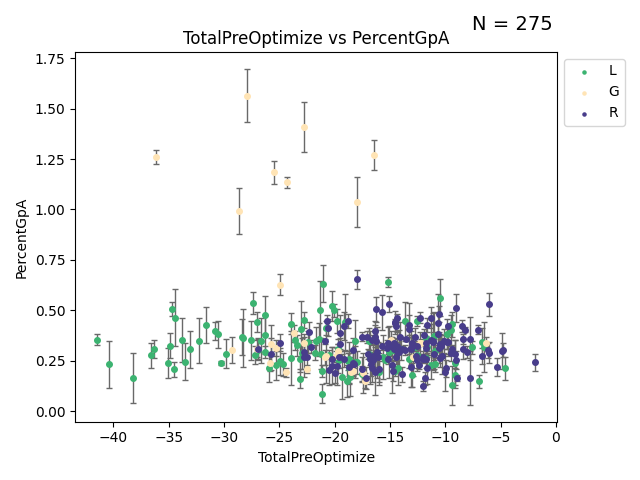 N = 275
TotalPreOptimize vs PercentGpA
L
G
R
PercentGpA
1.75
1.50
1.25
1.00
0.75
0.50
0.25
0.00
−40 −35 −30 −25 −20 −15 −10 −5 0
TotalPreOptimize